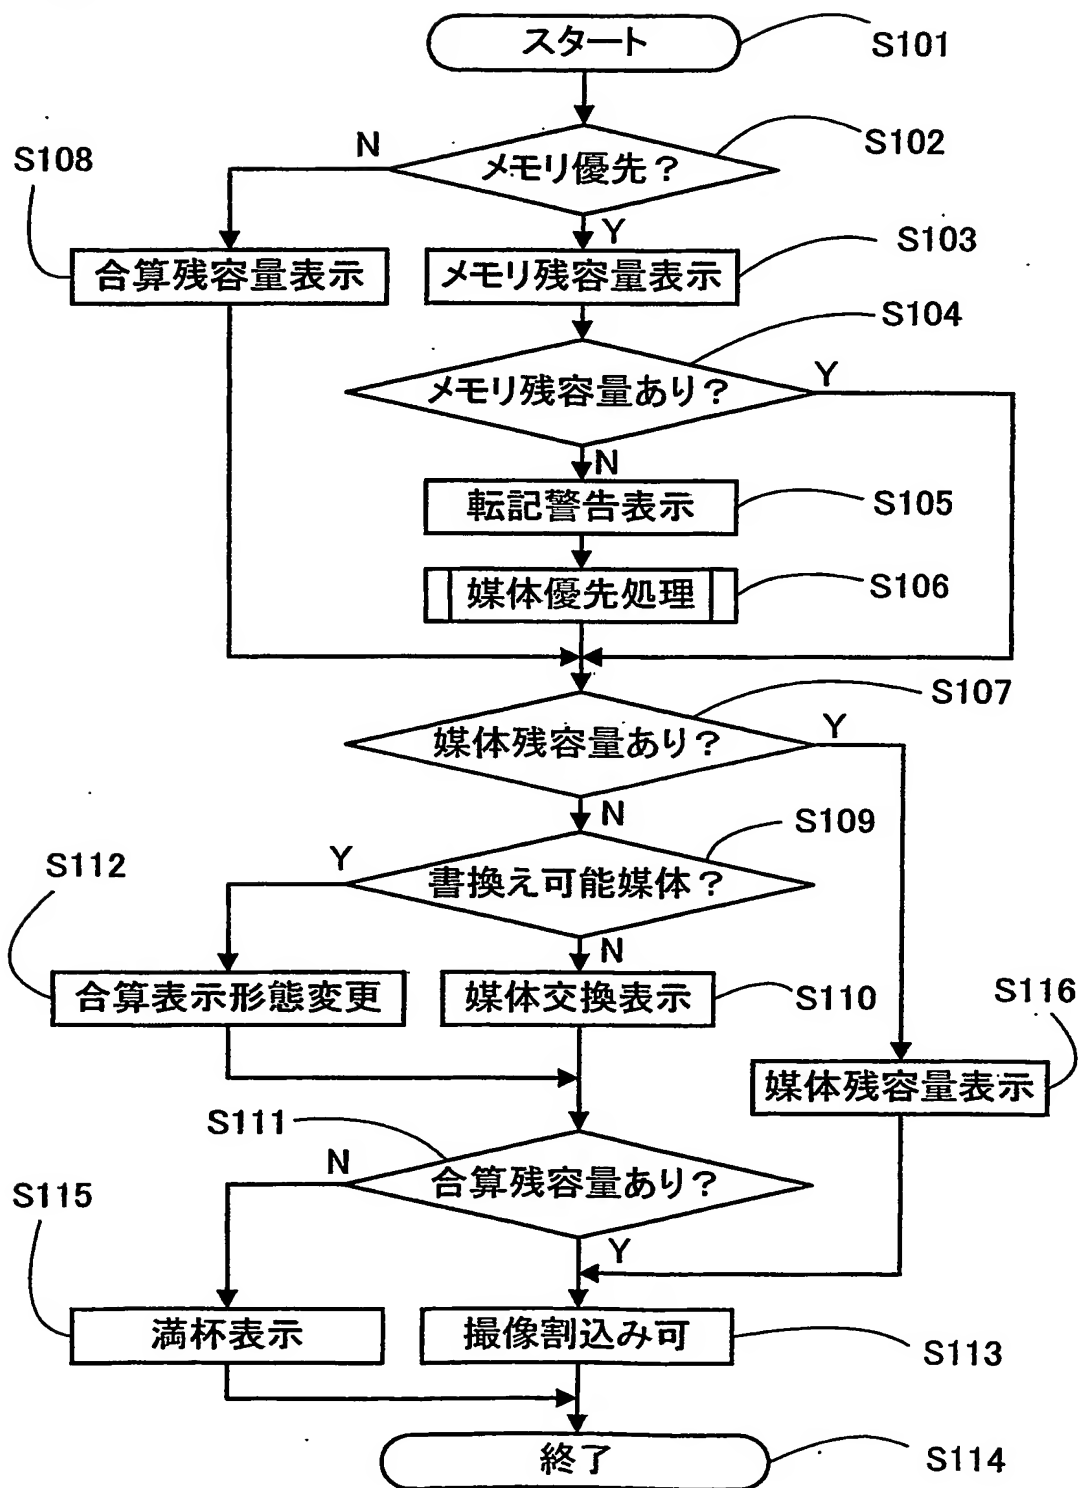 スタート
S101
N
S102
S108
メモリ優先?
Y
S103
合算残容量表示
メモリ残容量表示
S104
Y
メモリ残容量あり?
N
転記警告表示
S105
媒体優先処理
S106
S107
Y
媒体残容量あり?
N
S109
Y
S112
書換え可能媒体?
N
合算表示形態変更
媒体交換表示
S110
S116
媒体残容量表示
S111
N
合算残容量あり?
S115
Y
満杯表示
撮像割込み可
S113
終了
S114